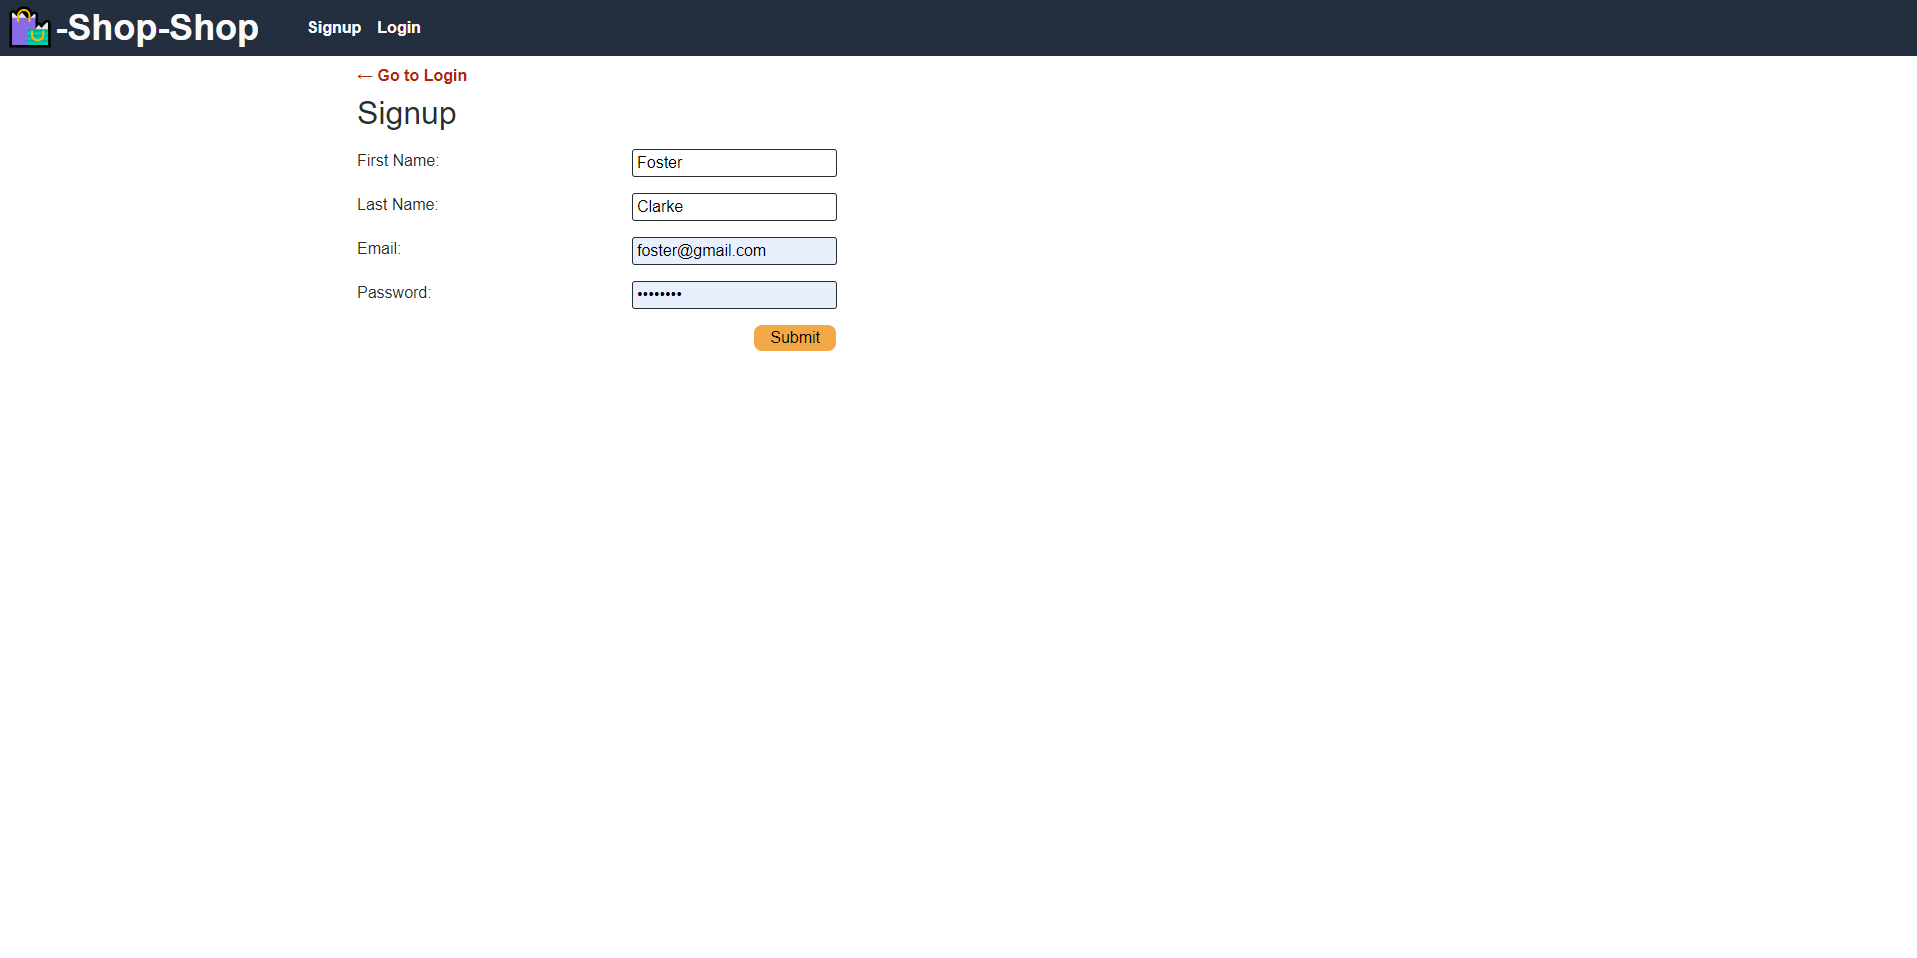 -Shop-Shop Signup Login
← Go to Login
Signup
First Name: Foster
Last Name: Clarke
Email: foster@gmail.com
Password: ••••••••
Submit